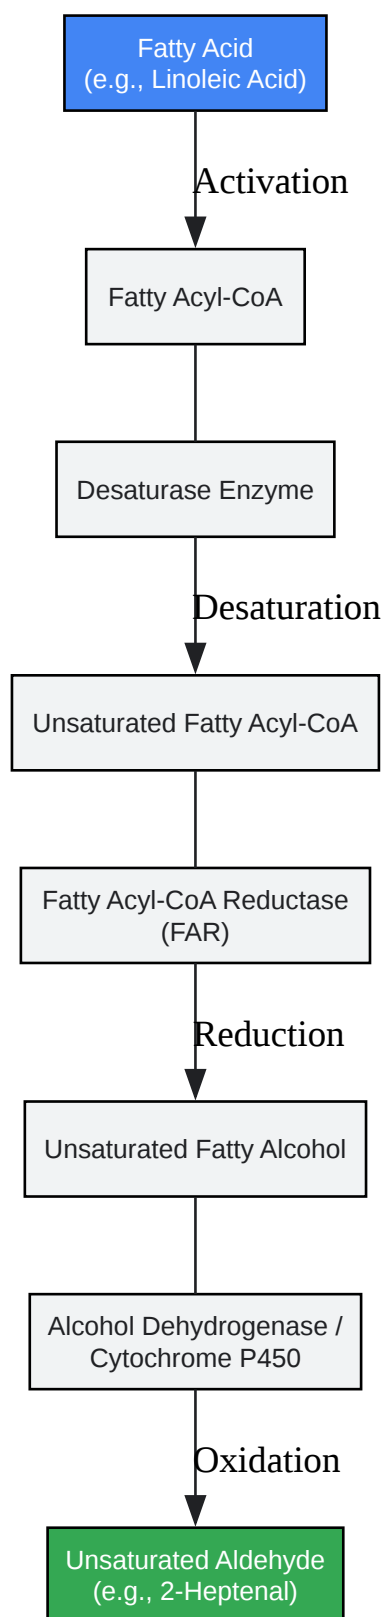 Fatty Acid
(e.g., Linoleic Acid)
Activation
Fatty Acyl-CoA
Desaturase Enzyme
Desaturation
Unsaturated Fatty Acyl-CoA
Fatty Acyl-CoA Reductase
(FAR)
Reduction
Unsaturated Fatty Alcohol
Alcohol Dehydrogenase /
Cytochrome P450
Oxidation
Unsaturated Aldehyde
(e.g., 2-Heptenal)